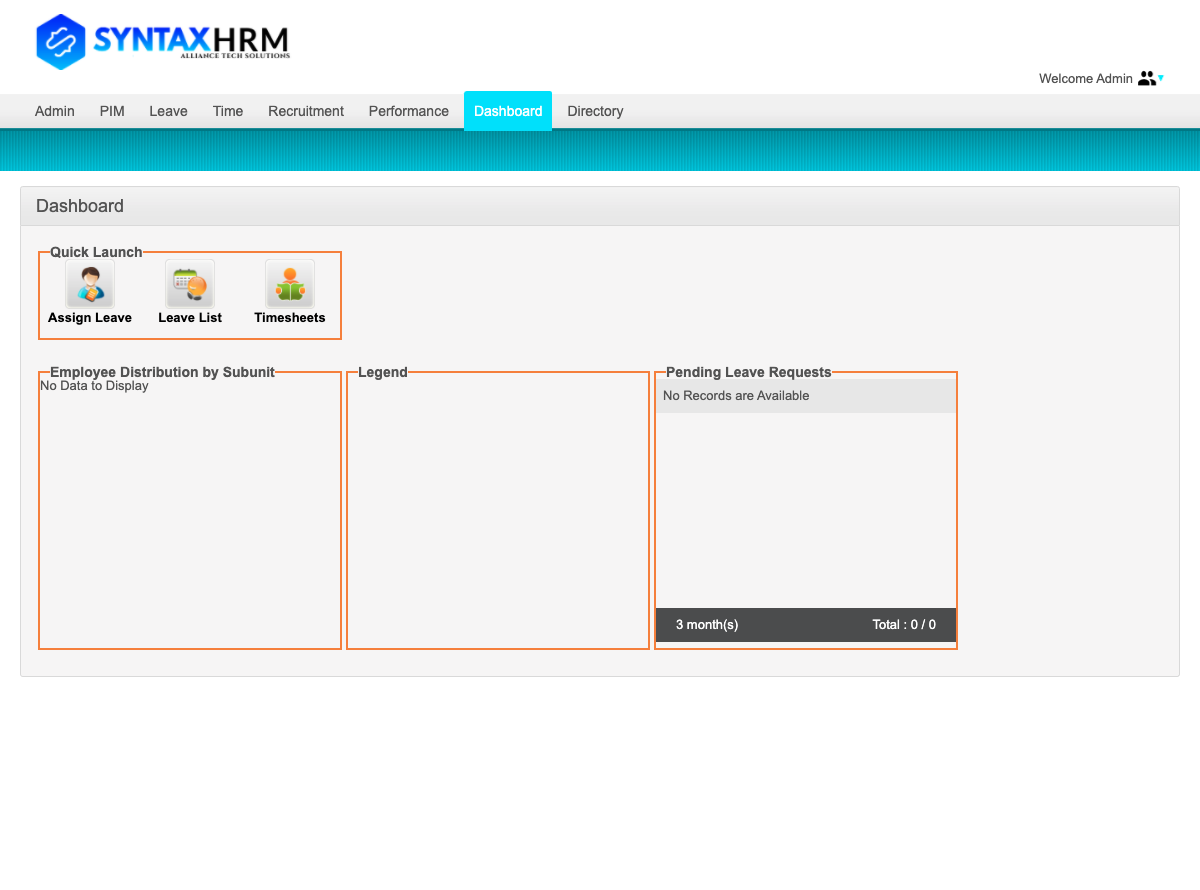 SYNTAXHRM
ALLIANCE TECH SOLUTIONS
Welcome Admin
Admin PIM Leave Time Recruitment Performance Dashboard Directory
Dashboard
Quick Launch
Assign Leave Leave List Timesheets
Employee Distribution by Subunit
No Data to Display
Legend
Pending Leave Requests
No Records are Available
3 month(s) Total : 0 / 0